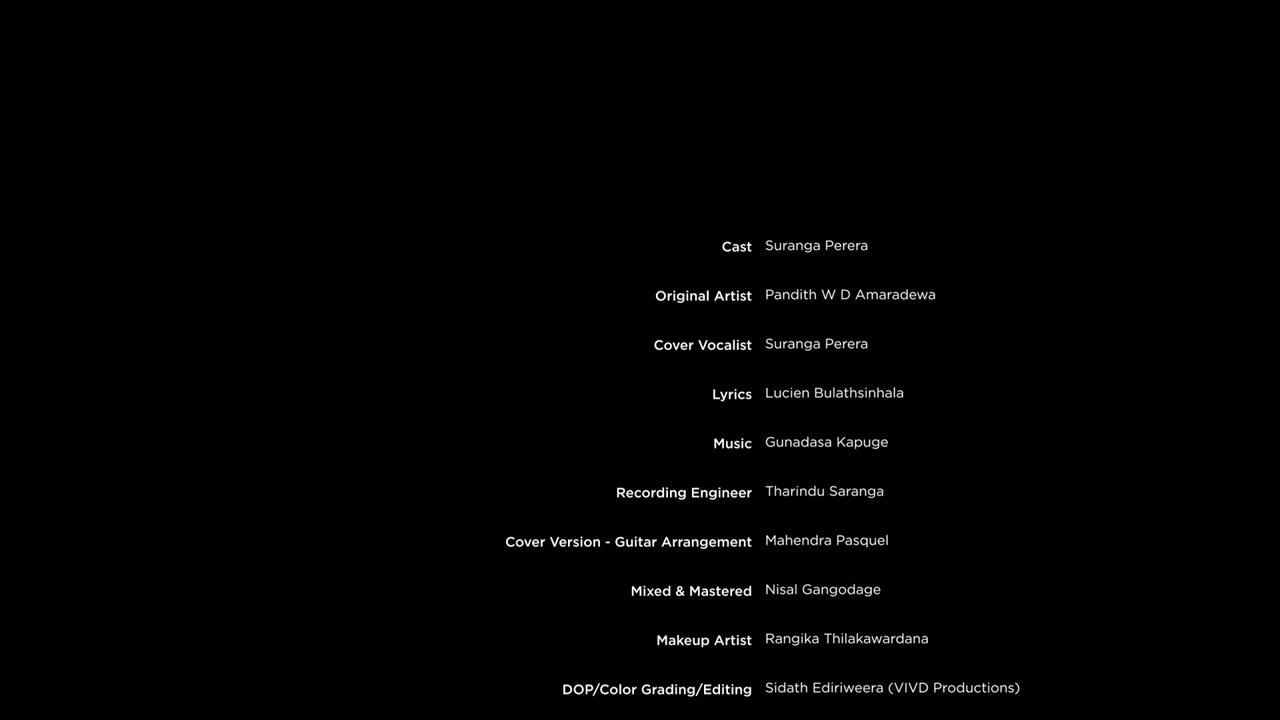 Cast Suranga Perera
Original Artist Pandith W D Amaradewa
Cover Vocalist Suranga Perera
Lyrics Lucien Bulathsinhala
Music Gunadasa Kapuge
Recording Engineer Tharindu Saranga
Cover Version - Guitar Arrangement Mahendra Pasquel
Mixed & Mastered Nisal Gangodage
Makeup Artist Rangika Thilakawardana
DOP/Color Grading/Editing Sidath Ediriweera (VIVD Productions)